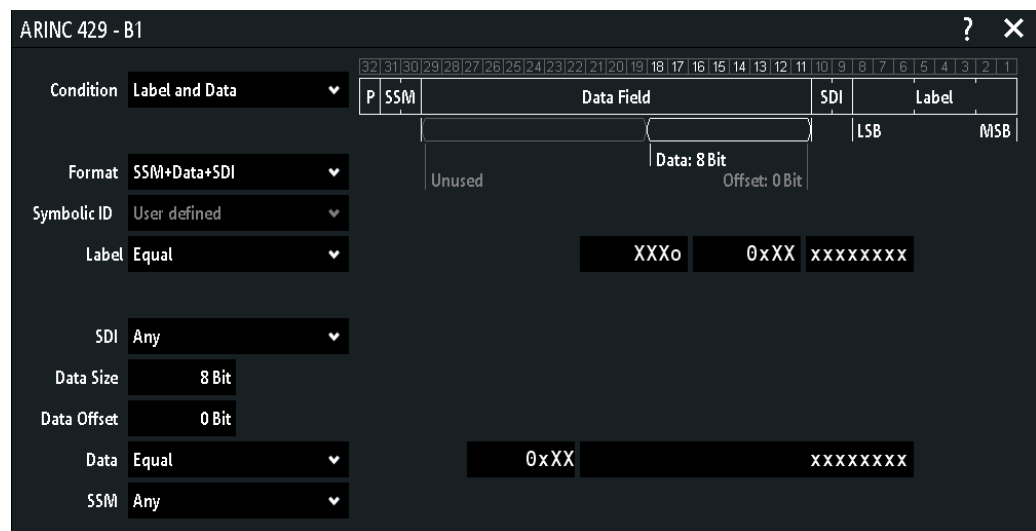 ARINC 429 - B1 ? ×
32 31 30 29 28 27 26 25 24 23 22 21 20 19 18 17 16 15 14 13 12 11 10 9 8 7 6 5 4 3 2 1
Condition Label and Data P SSM Data Field SDI Label
LSB MSB
Data: 8 Bit
Format SSM+Data+SDI Unused Offset: 0 Bit
Symbolic ID User defined
Label Equal XXXo 0xXX xxxxxxxx
SDI Any
Data Size 8 Bit
Data Offset 0 Bit
Data Equal 0xXX xxxxxxxx
SSM Any